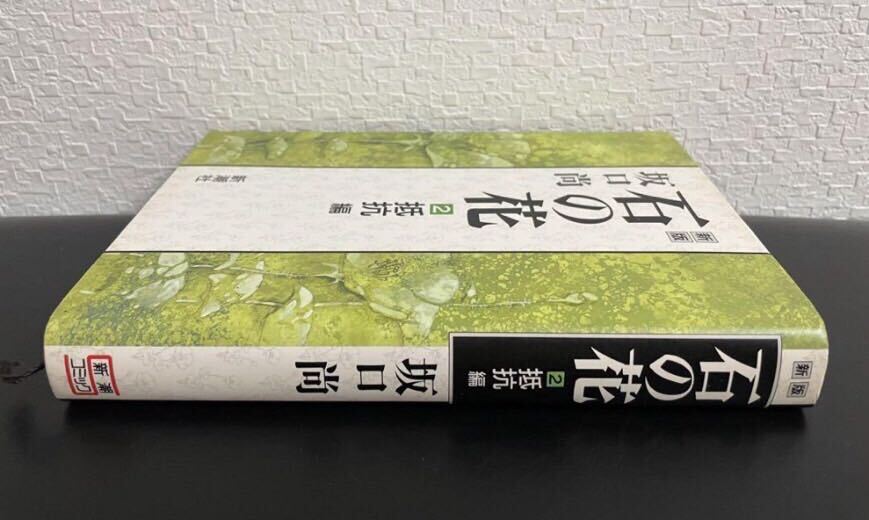 新版
石の花
2 抵抗編
坂口尚
新潮社
新版
石の花
2 抵抗編
坂口尚
新潮
コミック